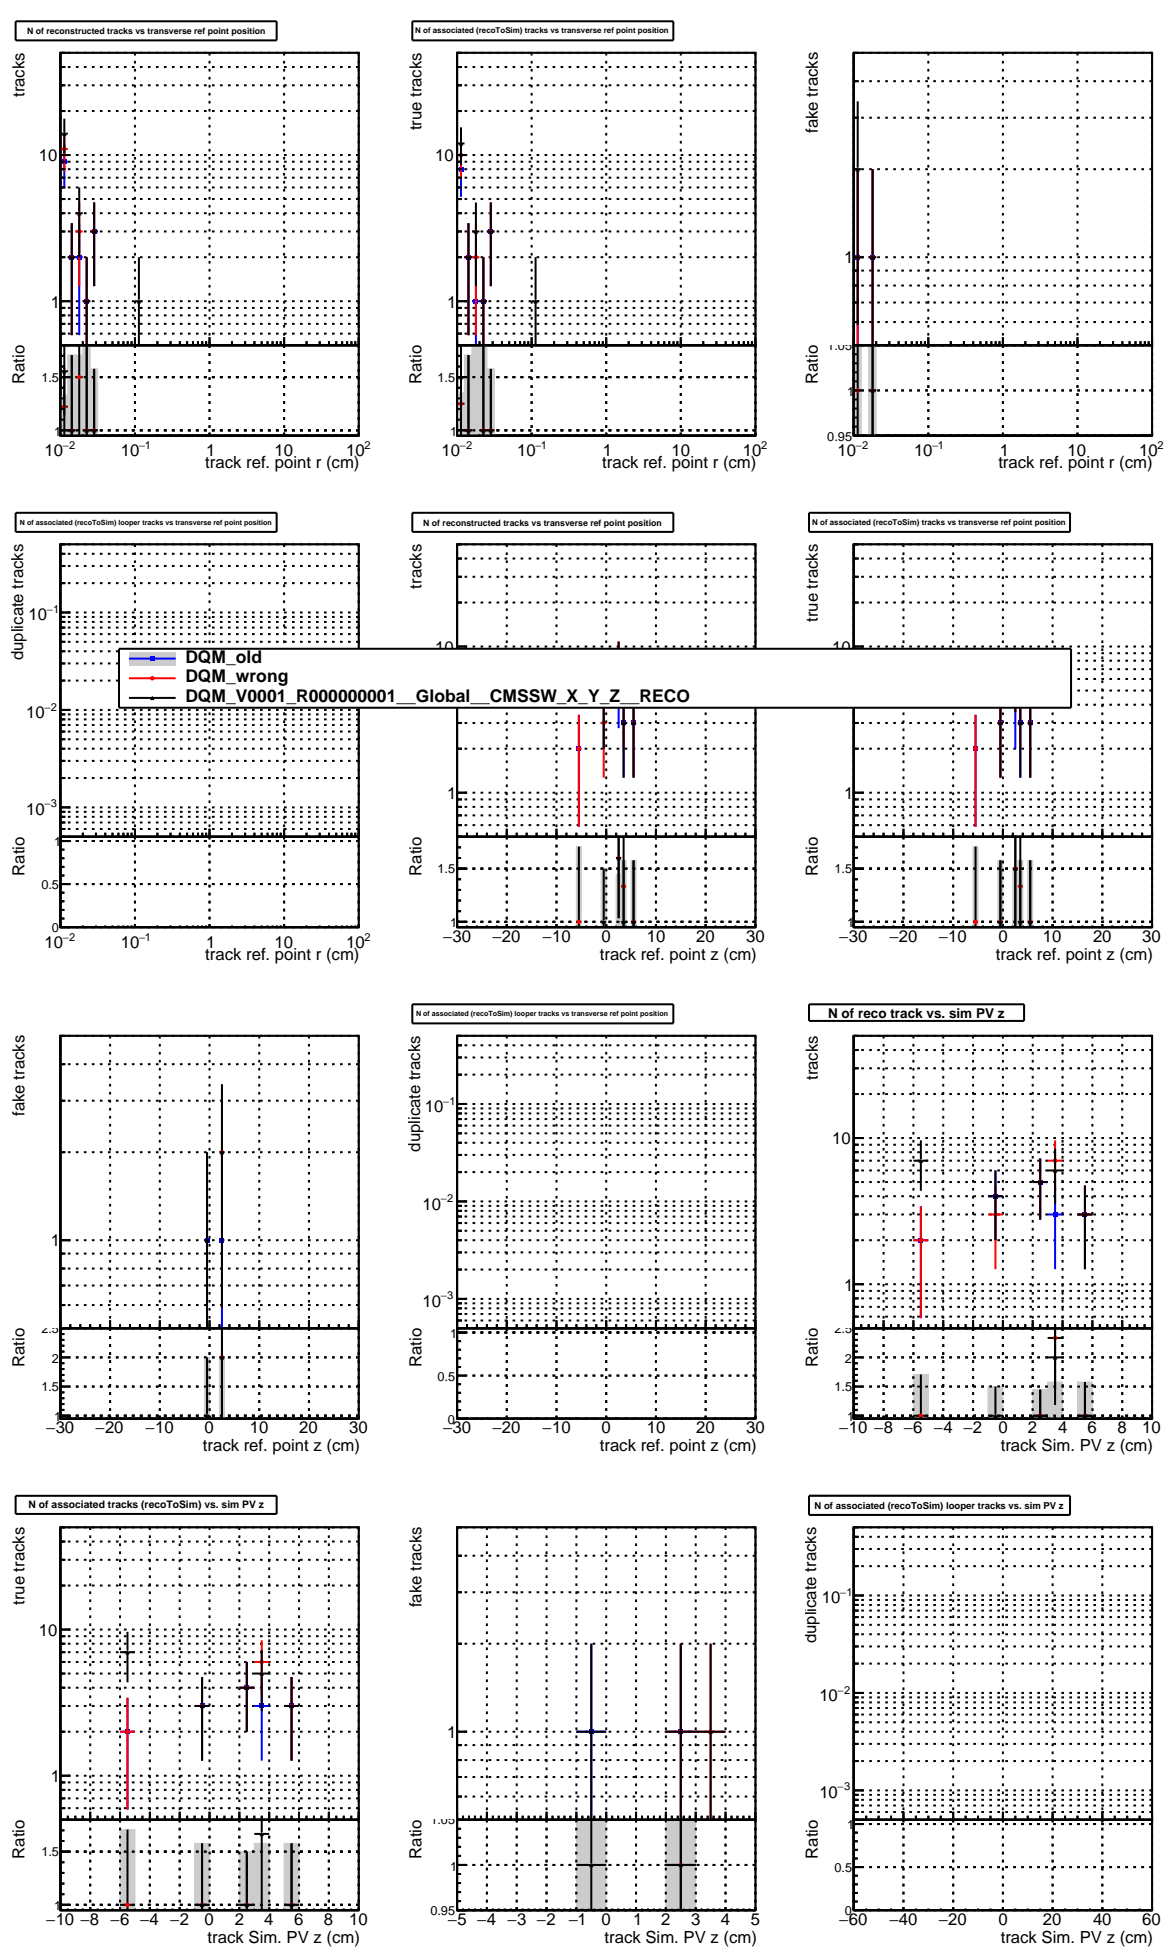 N of reconstructed tracks vs transverse ref point position
tracks
10
1
Ratio
1.5
1
10−2 10−1 1 10 102
track ref. point r (cm)
N of associated (recoToSim) tracks vs transverse ref point position
true tracks
10
1
Ratio
1.5
1
10−2 10−1 1 10 102
track ref. point r (cm)
fake tracks
1
Ratio
1.05
1
0.95
10−2 10−1 1 10 102
track ref. point r (cm)
N of associated (recoToSim) looper tracks vs transverse ref point position
duplicate tracks
10−1
10−2
10−3
Ratio
1
0.5
0
10−2 10−1 1 10 102
track ref. point r (cm)
N of reconstructed tracks vs transverse ref point position
tracks
10
1
Ratio
1.5
1
−30 −20 −10 0 10 20 30
track ref. point z (cm)
N of associated (recoToSim) tracks vs transverse ref point position
true tracks
1
Ratio
1.5
1
−30 −20 −10 0 10 20 30
track ref. point z (cm)
DQM_old
DQM_wrong
DQM_V0001_R000000001__Global__CMSSW_X_Y_Z__RECO
fake tracks
1
Ratio
2.5
2
1.5
1
−30 −20 −10 0 10 20 30
track ref. point z (cm)
N of associated (recoToSim) looper tracks vs transverse ref point position
duplicate tracks
10−1
10−2
10−3
Ratio
1
0.5
0
−30 −20 −10 0 10 20 30
track ref. point z (cm)
N of reco track vs. sim PV z
tracks
10
1
Ratio
2.5
2
1.5
1
−10 −8 −6 −4 −2 0 2 4 6 8 10
track Sim. PV z (cm)
N of associated tracks (recoToSim) vs. sim PV z
true tracks
10
1
Ratio
1.5
1
−10 −8 −6 −4 −2 0 2 4 6 8 10
track Sim. PV z (cm)
fake tracks
1
Ratio
1.05
1
0.95
−5 −4 −3 −2 −1 0 1 2 3 4 5
track Sim. PV z (cm)
N of associated (recoToSim) looper tracks vs. sim PV z
duplicate tracks
10−1
10−2
10−3
Ratio
1
0.5
0
−60 −40 −20 0 20 40 60
track Sim. PV z (cm)